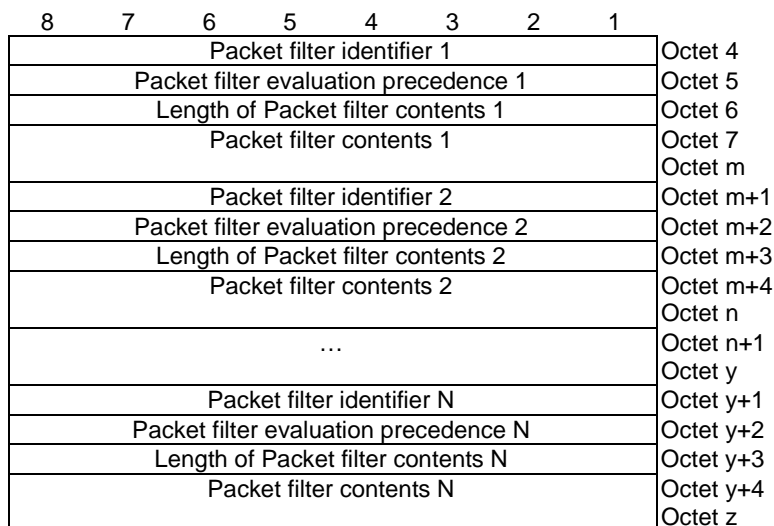 8 7 6 5 4 3 2 1
Packet filter identifier 1 Octet 4
Packet filter evaluation precedence 1 Octet 5
Length of Packet filter contents 1 Octet 6
Packet filter contents 1 Octet 7
Octet m
Packet filter identifier 2 Octet m+1
Packet filter evaluation precedence 2 Octet m+2
Length of Packet filter contents 2 Octet m+3
Packet filter contents 2 Octet m+4
Octet n
… Octet n+1
Octet y
Packet filter identifier N Octet y+1
Packet filter evaluation precedence N Octet y+2
Length of Packet filter contents N Octet y+3
Packet filter contents N Octet y+4
Octet z